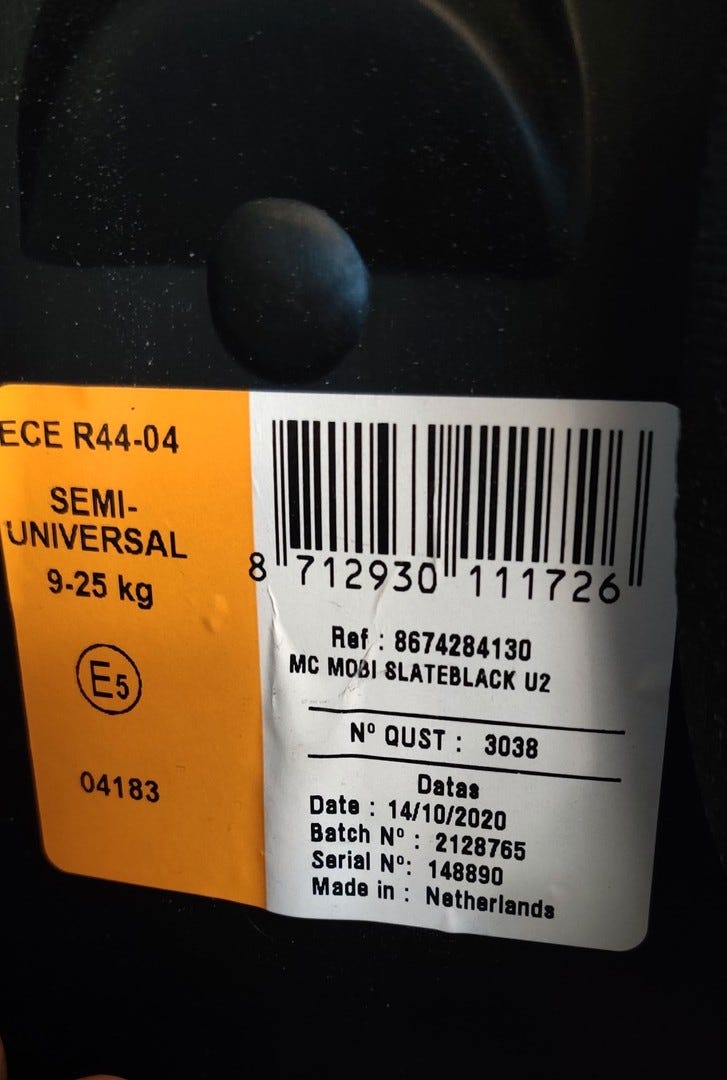 ECE R44-04
SEMI-
UNIVERSAL
9-25 kg
E5
04183
8 712930 111726
Ref : 8674284130
MC MOBI SLATEBLACK U2
Nº QUST : 3038
Datas
Date : 14/10/2020
Batch Nº : 2128765
Serial Nº: 148890
Made in : Netherlands